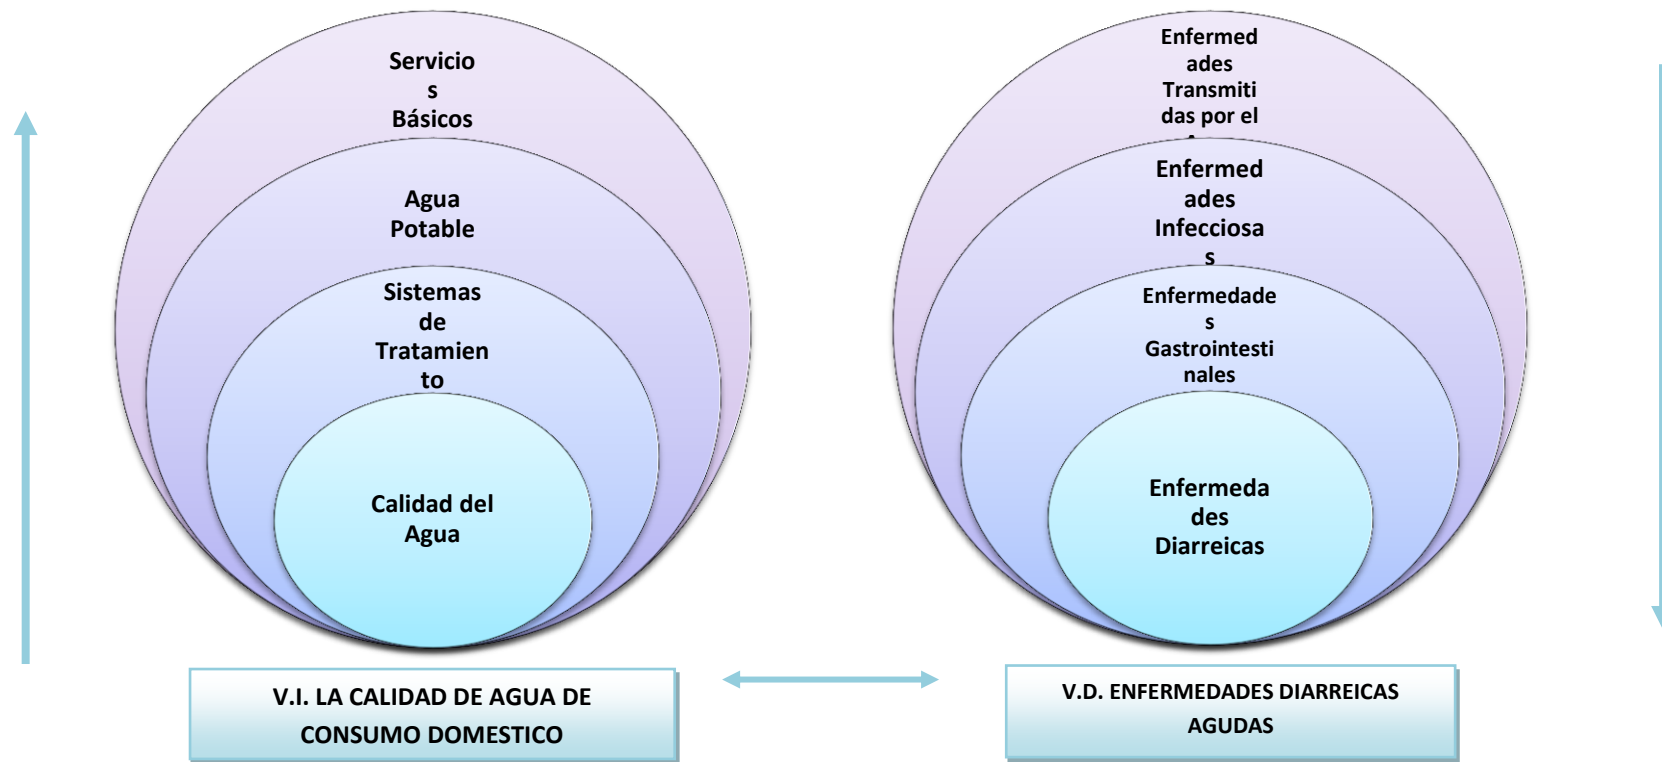 Servicio
s
Básicos
Agua
Potable
Sistemas
de
Tratamien
to
Calidad del
Agua
V.I. LA CALIDAD DE AGUA DE
CONSUMO DOMESTICO
Enfermed
ades
Transmiti
das por el
Enfermed
ades
Infecciosa
s
Enfermedade
s
Gastrointesti
nales
Enfermeda
des
Diarreicas
V.D. ENFERMEDADES DIARREICAS
AGUDAS